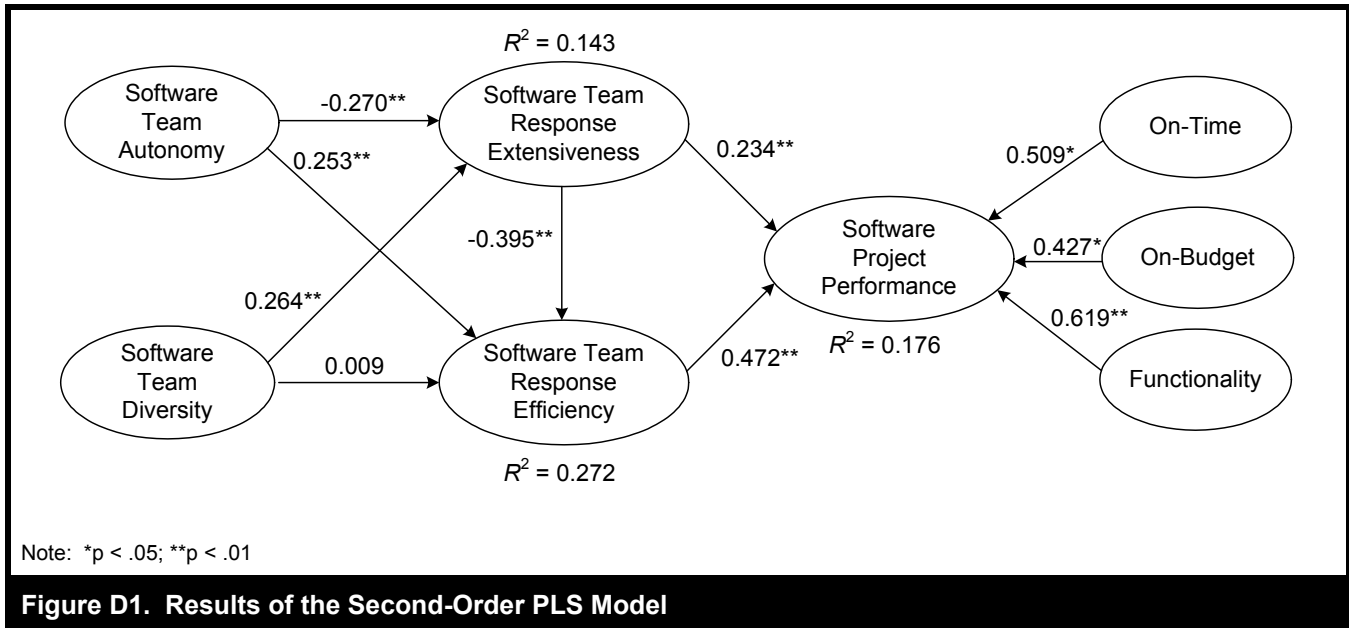 R² = 0.143
Software
Team
Autonomy
-0.270**
Software Team
Response
Extensiveness
0.253**
0.234**
On-Time
0.509*
-0.395**
Software
Project
Performance
0.427*
On-Budget
0.264**
0.619**
Software
Team
Diversity
0.009
Software Team
Response
Efficiency
0.472**
R² = 0.176
Functionality
R² = 0.272
Note: *p < .05; **p < .01
Figure D1. Results of the Second-Order PLS Model